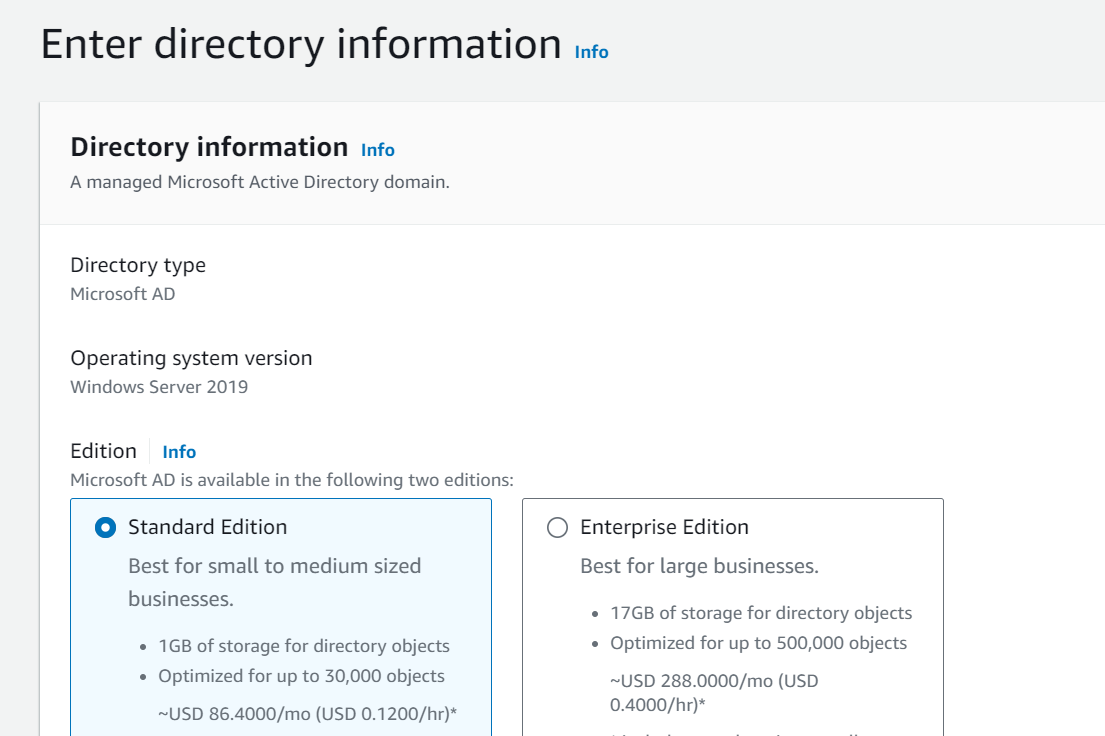 Enter directory information Info
Directory information Info
A managed Microsoft Active Directory domain.
Directory type
Microsoft AD
Operating system version
Windows Server 2019
Edition Info
Microsoft AD is available in the following two editions:
Standard Edition
Best for small to medium sized
businesses.
• 1GB of storage for directory objects
• Optimized for up to 30,000 objects
~USD 86.4000/mo (USD 0.1200/hr)*
Enterprise Edition
Best for large businesses.
• 17GB of storage for directory objects
• Optimized for up to 500,000 objects
~USD 288.0000/mo (USD
0.4000/hr)*